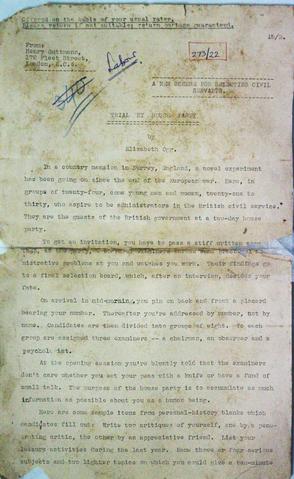 Offered on the basis of your usual rates.
Please return if not suitable; return postage guaranteed.
15/3.
From:
Henry Guttmann,
272 Fleet Street,
London, E.C.4.
Labour
273/22
340
A NEW SCHEME FOR SELECTING CIVIL
SERVANTS.
TRIAL BY HOUSE PARTY
by
Elizabeth Orr.
In a country mansion in Surrey, England, a novel experiment
has been going on since the end of the European war. Here, in
groups of twenty-four, come young men and women, twenty-one to
thirty, who aspire to be administrators in the British civil service.
They are the guests of the British government at a two-day house
party.
To get an invitation, you have to pass a stiff written exam
ministrative problems at you and watches you work. Their findings go
to a final selection board, which, after an interview, decides your
fate.
On arrival in mid-morning, you pin on back and front a placard
bearing your number. Thereafter you're addressed by number, not by
name. Candidates are then divided into groups of eight. To each
group are assigned three examiners -- a chairman, an observer and a
psychologist.
At the opening session you're bluntly told that the examiners
don't care whether you eat your peas with a knife or have a fund of
small talk. The purpose of the house party is to accumulate as much
information as possible about you as a human being.
Here are some sample items from personal-history blanks which
candidates fill out: Write two critiques of yourself, one by a pene-
trating critic, the other by an appreciative friend. List your
leisure activities during the last year. Name three or four serious
subjects and two lighter topics on which you could give a ten-minute